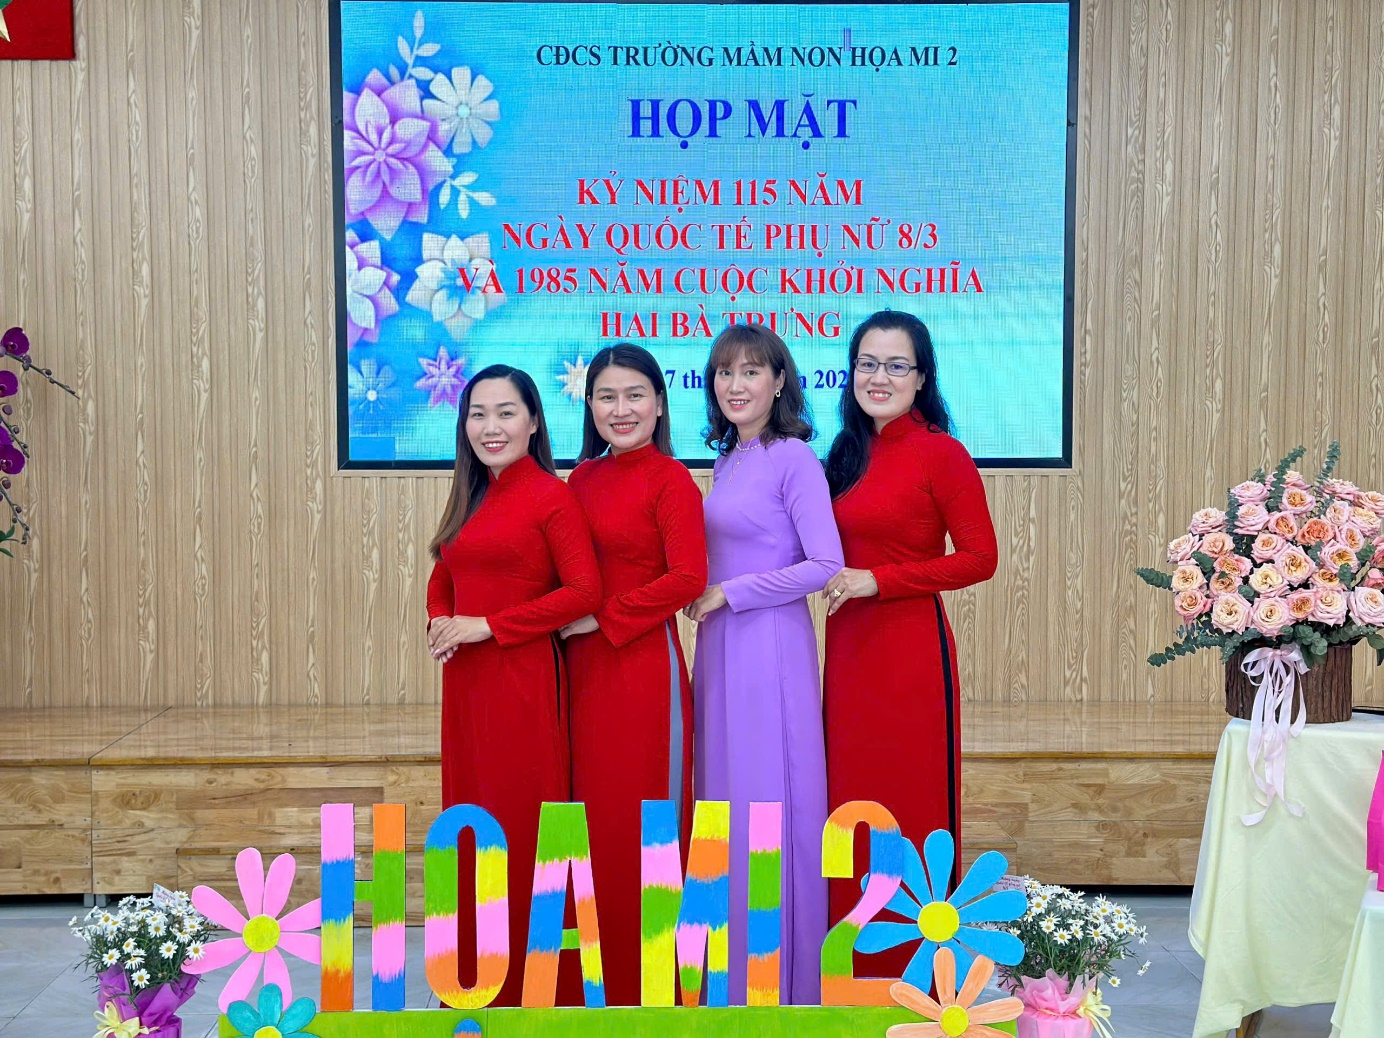 CĐCS TRƯỜNG MẦM NON HỌA MI 2
HỌP MẶT
KỶ NIỆM 115 NĂM
NGÀY QUỐC TẾ PHỤ NỮ 8/3
VÀ 1985 NĂM CUỘC KHỞI NGHĨA
HAI BÀ TRƯNG
7
HOA MI 2